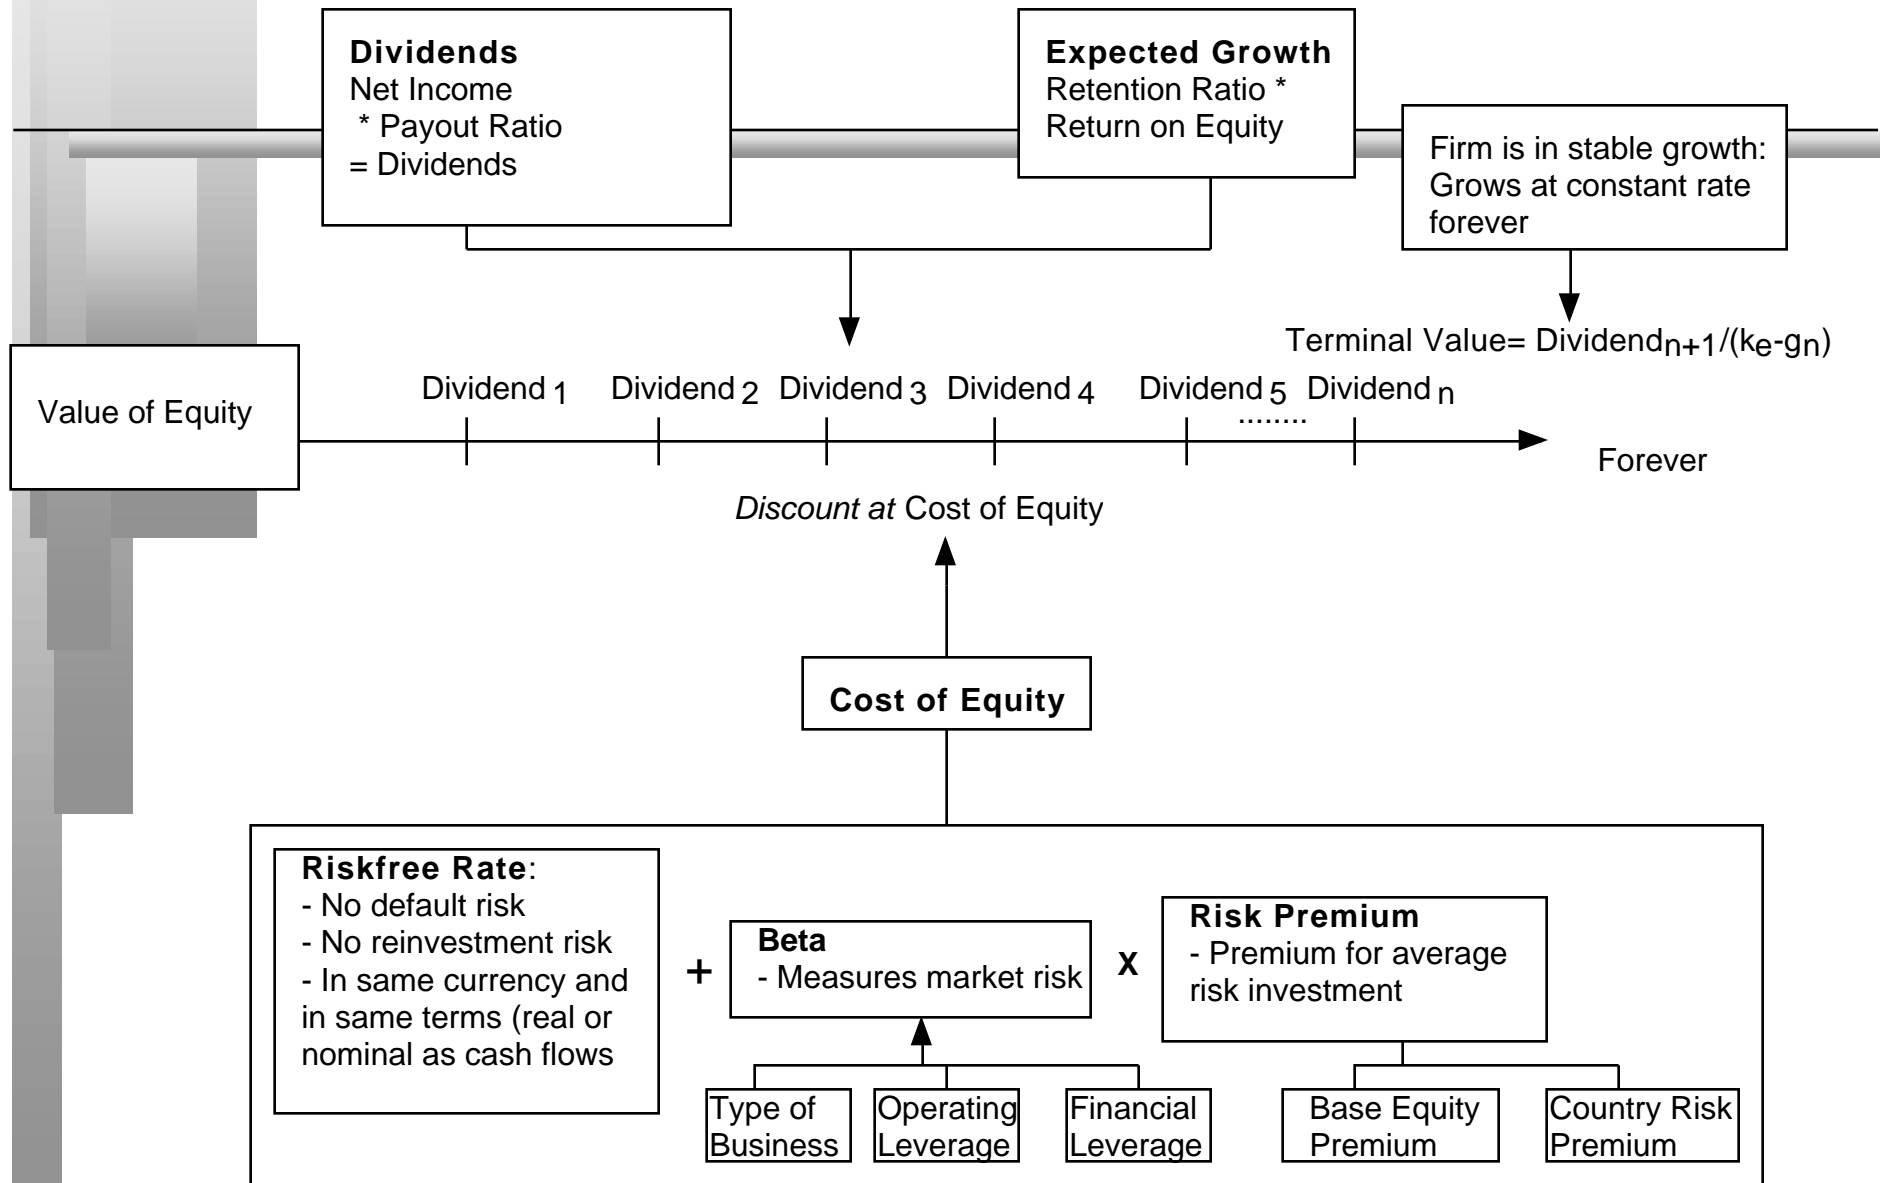 Dividends
Net Income
* Payout Ratio
= Dividends
Expected Growth
Retention Ratio *
Return on Equity
Firm is in stable growth:
Grows at constant rate
forever
Terminal Value= Dividendn+1/(ke-gn)
Dividend 1 Dividend 2 Dividend 3 Dividend 4 Dividend 5 Dividend n
........
Value of Equity
Forever
Discount at Cost of Equity
Cost of Equity
Riskfree Rate:
- No default risk
- No reinvestment risk
- In same currency and
in same terms (real or
nominal as cash flows
+
Beta
- Measures market risk
X
Risk Premium
- Premium for average
risk investment
Type of
Business
Operating
Leverage
Financial
Leverage
Base Equity
Premium
Country Risk
Premium